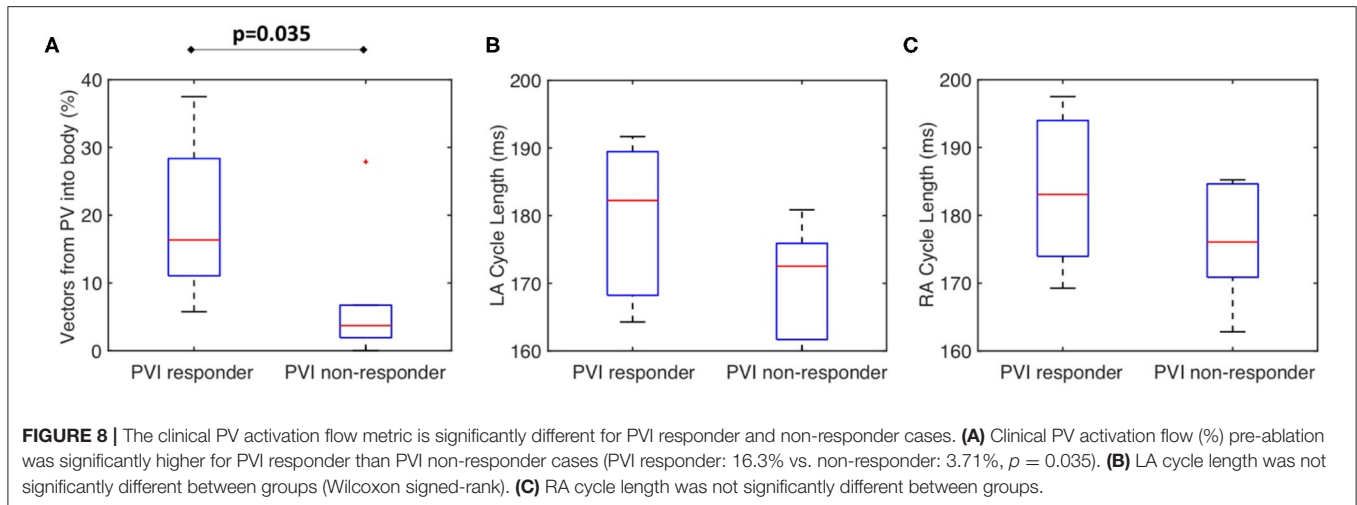 A
p=0.035
Vectors from PV into body (%)
40
30
20
10
0
PVI responder PVI non-responder
B
LA Cycle Length (ms)
200
190
180
170
160
PVI responder PVI non-responder
C
RA Cycle Length (ms)
200
190
180
170
160
PVI responder PVI non-responder
FIGURE 8 | The clinical PV activation flow metric is significantly different for PVI responder and non-responder cases. (A) Clinical PV activation flow (%) pre-ablation
was significantly higher for PVI responder than PVI non-responder cases (PVI responder: 16.3% vs. non-responder: 3.71%, p = 0.035). (B) LA cycle length was not
significantly different between groups (Wilcoxon signed-rank). (C) RA cycle length was not significantly different between groups.